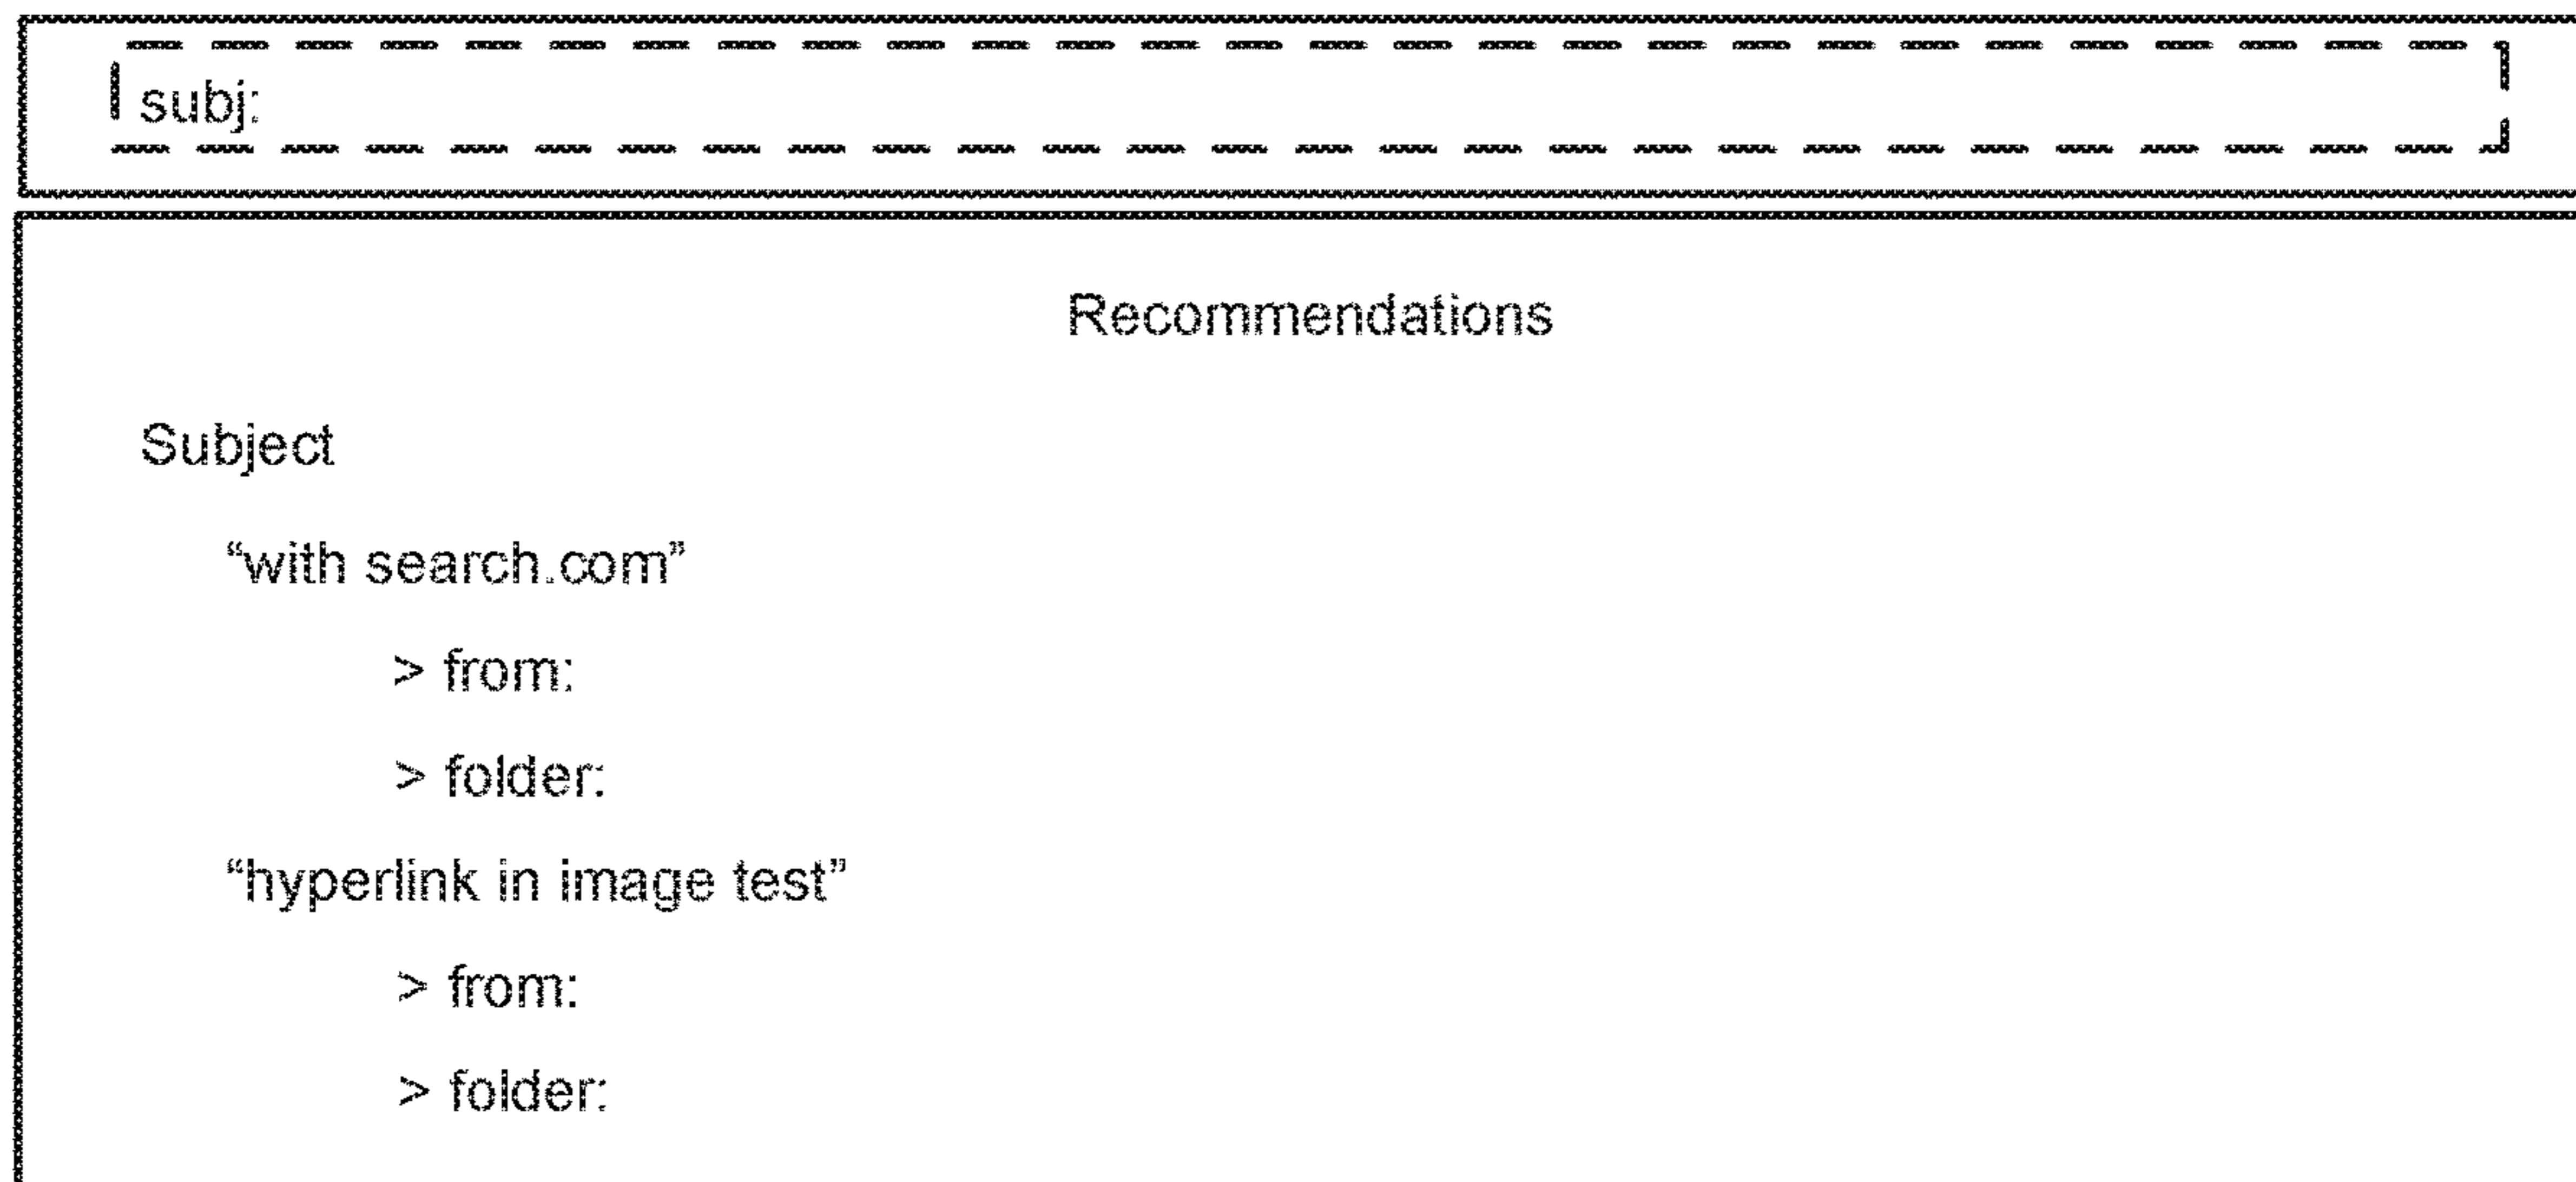 subj:
Recommendations
Subject
“with search.com”
> from:
> folder:
“hyperlink in image test”
> from:
> folder: